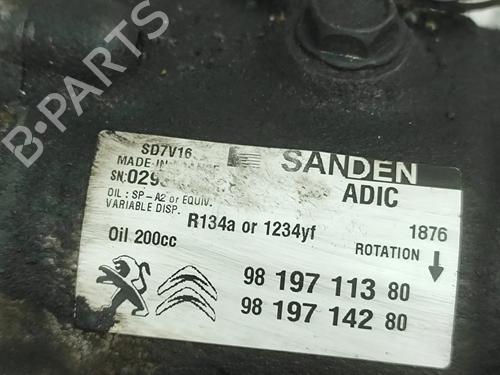 B-PARTS
SD7V16
SANDEN
MADE IN FRANCE
SN: 029
ADIC
OIL : SP-A2 or EQUIV.
VARIABLE DISP.
R134a or 1234yf
1876
Oil 200cc
ROTATION
98 197 113 80
98 197 142 80